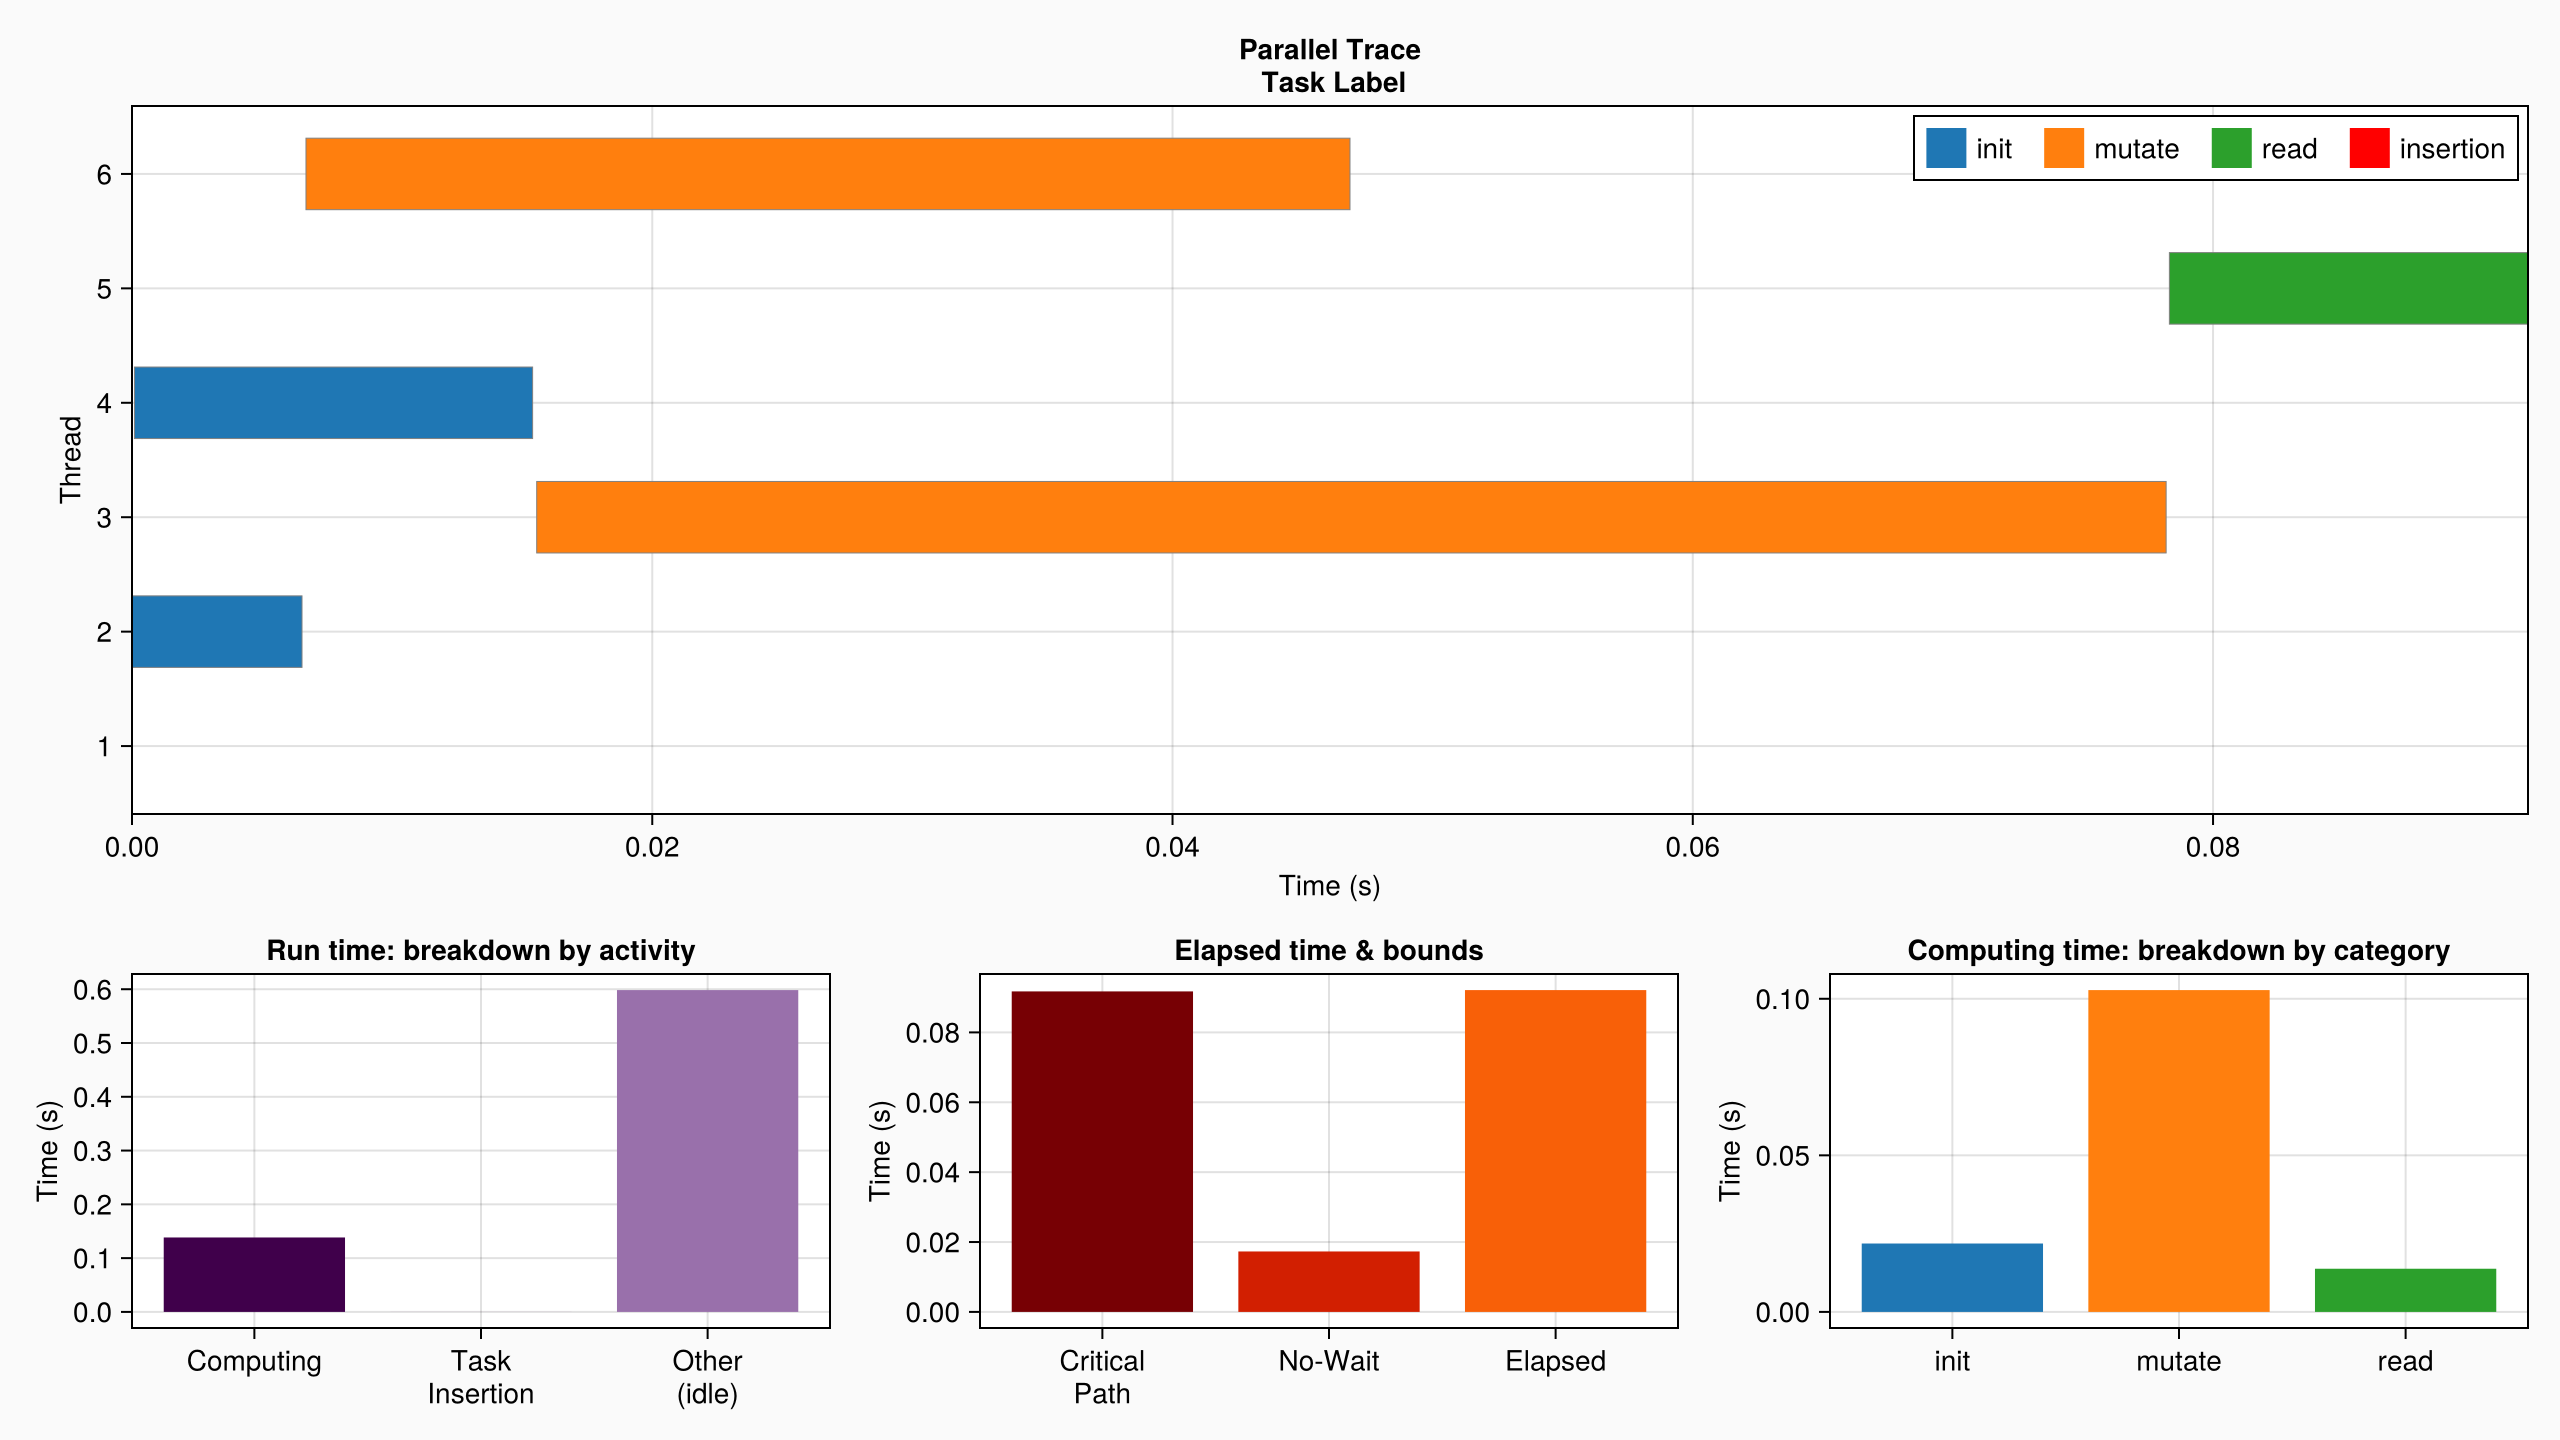 Parallel Trace
Task Label
init mutate read insertion
6
5
4
3
2
1
Thread
0.00 0.02 0.04 0.06 0.08
Time (s)
Run time: breakdown by activity
0.6
0.5
0.4
0.3
0.2
0.1
0.0
Time (s)
Computing Task Other
Insertion (idle)
Elapsed time & bounds
0.08
0.06
0.04
0.02
0.00
Time (s)
Critical No-Wait Elapsed
Path
Computing time: breakdown by category
0.10
0.05
0.00
Time (s)
init mutate read